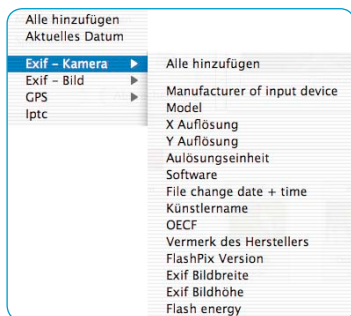 Alle hinzufügen
Aktuelles Datum
Exif – Kamera
Exif – Bild
GPS
Iptc
Alle hinzufügen
Manufacturer of input device
Model
X Auflösung
Y Auflösung
Aulösungseinheit
Software
File change date + time
Künstlername
OECF
Vermerk des Herstellers
FlashPix Version
Exif Bildbreite
Exif Bildhöhe
Flash energy